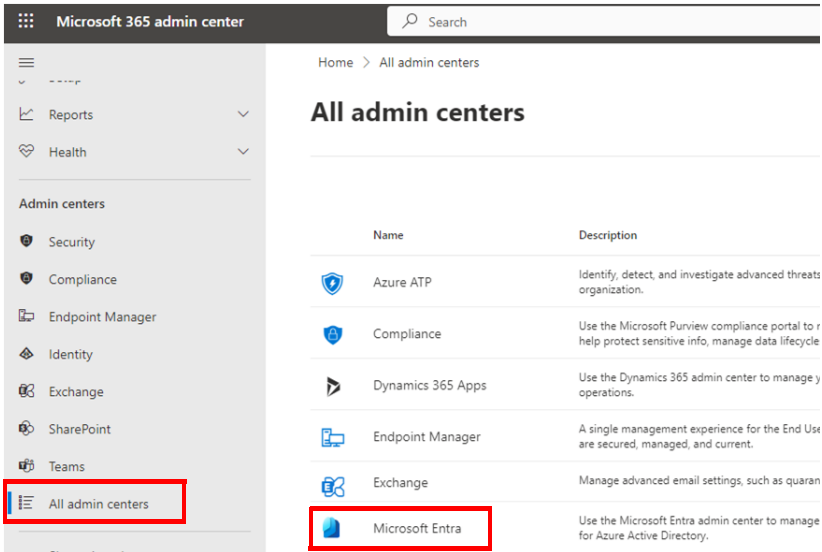 Microsoft 365 admin center
Search
Home > All admin centers
Reports
Health
Admin centers
Security
Compliance
Endpoint Manager
Identity
Exchange
SharePoint
Teams
All admin centers
All admin centers
Name Description
Azure ATP
Identify, detect, and investigate advanced threats
organization.
Compliance
Use the Microsoft Purview compliance portal to
help protect sensitive info, manage data lifecycle
Dynamics 365 Apps
Use the Dynamics 365 admin center to manage
operations.
Endpoint Manager
A single management experience for the End Use
are secured, managed, and current.
Exchange
Manage advanced email settings, such as quaran
Microsoft Entra
Use the Microsoft Entra admin center to manage
for Azure Active Directory.